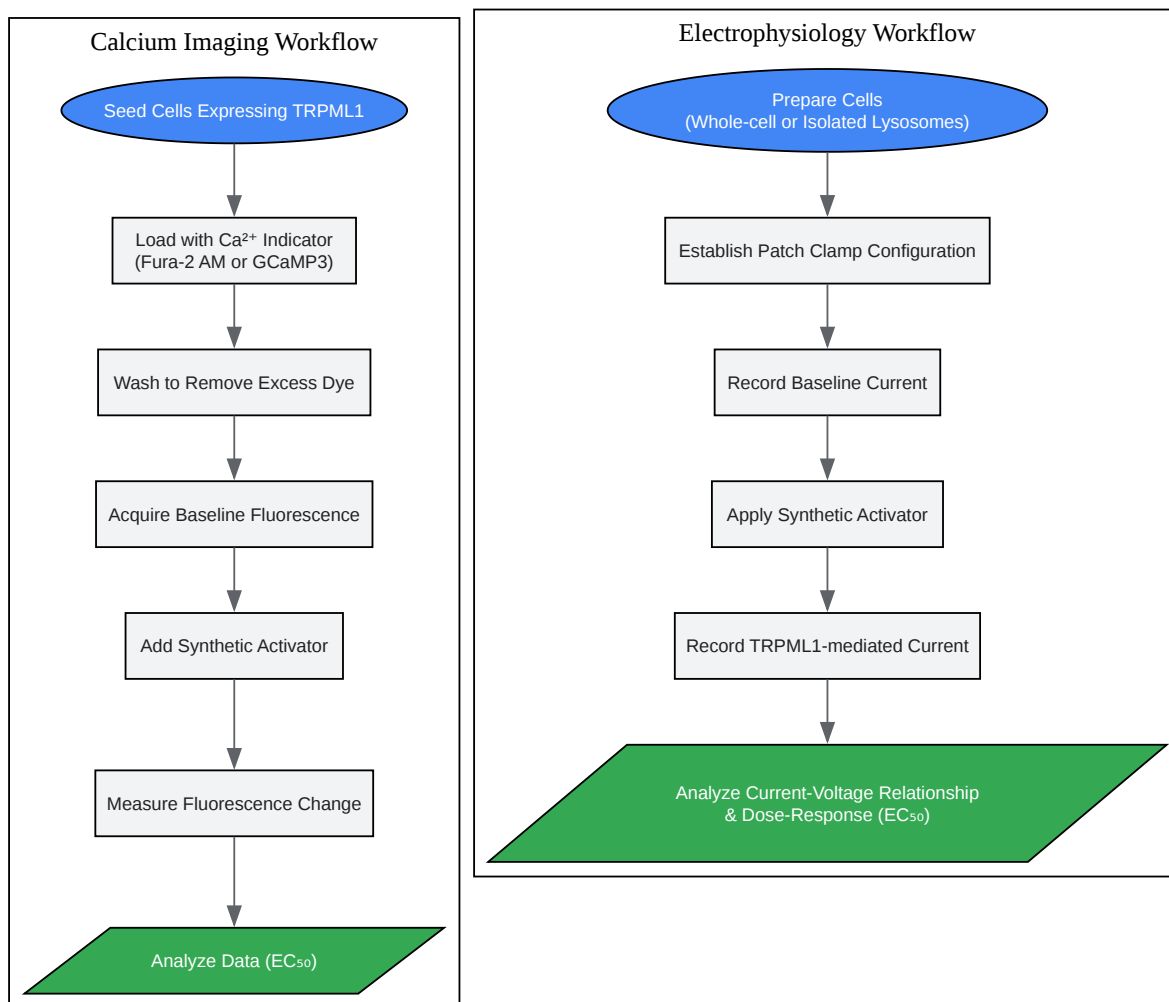 Calcium Imaging Workflow
Seed Cells Expressing TRPML1
Load with Ca²⁺ Indicator
(Fura-2 AM or GCaMP3)
Wash to Remove Excess Dye
Acquire Baseline Fluorescence
Add Synthetic Activator
Measure Fluorescence Change
Analyze Data (EC₅₀)
Electrophysiology Workflow
Prepare Cells
(Whole-cell or Isolated Lysosomes)
Establish Patch Clamp Configuration
Record Baseline Current
Apply Synthetic Activator
Record TRPML1-mediated Current
Analyze Current-Voltage Relationship
& Dose-Response (EC₅₀)